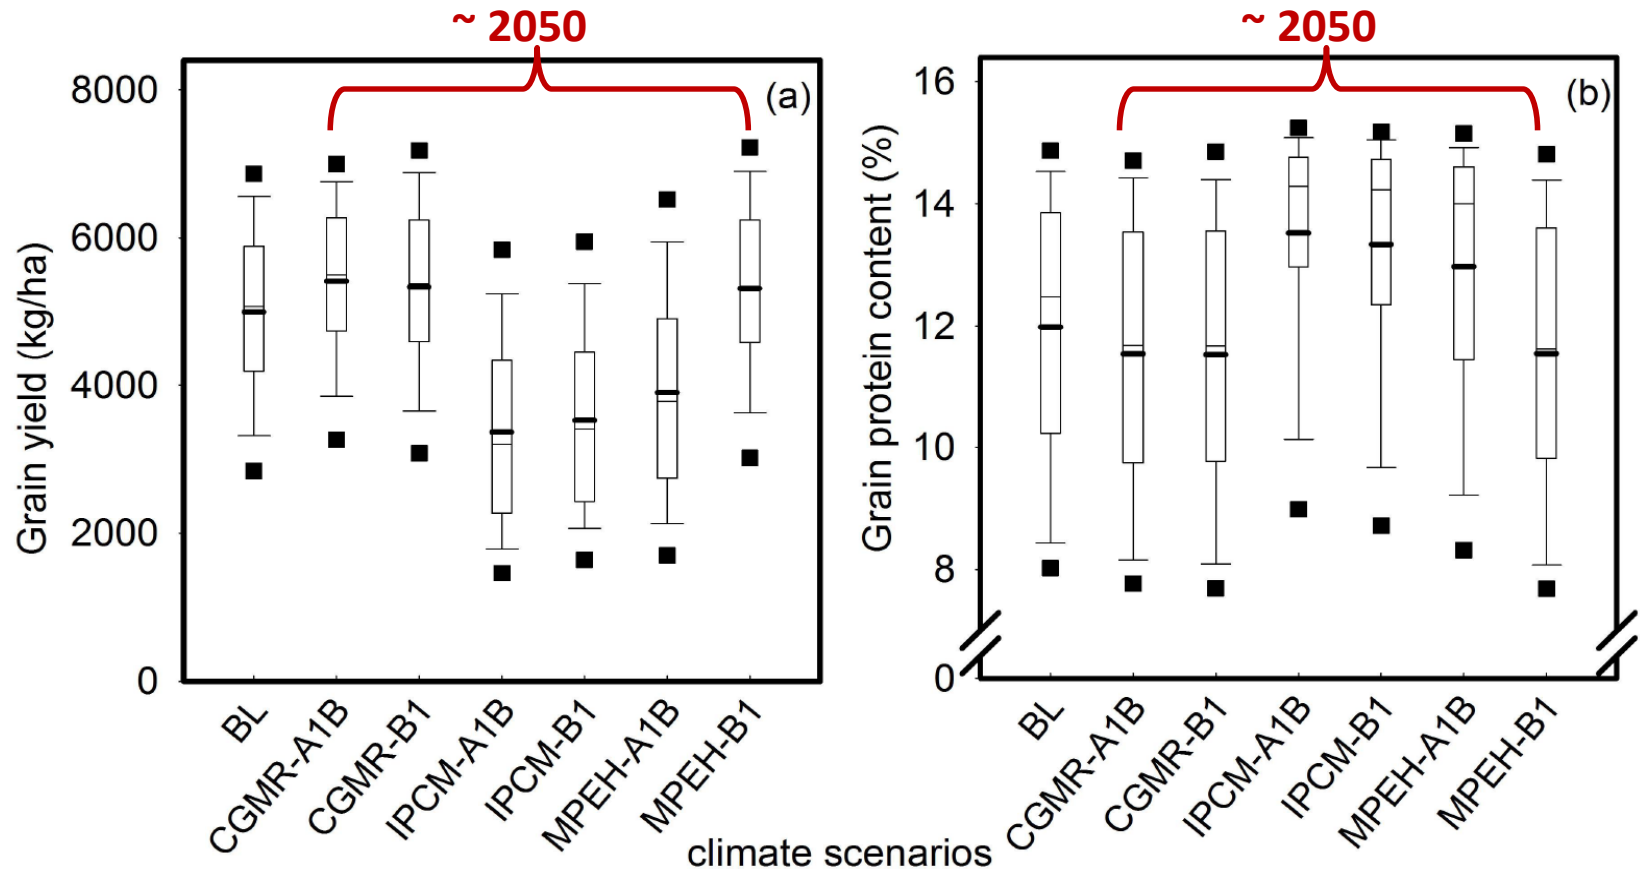 ~ 2050
(a)
Grain yield (kg/ha)
8000
6000
4000
2000
0
BL
CGMR-A1B
CGMR-B1
IPCM-A1B
IPCM-B1
MPEH-A1B
MPEH-B1
~ 2050
(b)
Grain protein content (%)
16
14
12
10
8
0
BL
CGMR-A1B
CGMR-B1
IPCM-A1B
IPCM-B1
MPEH-A1B
MPEH-B1
climate scenarios